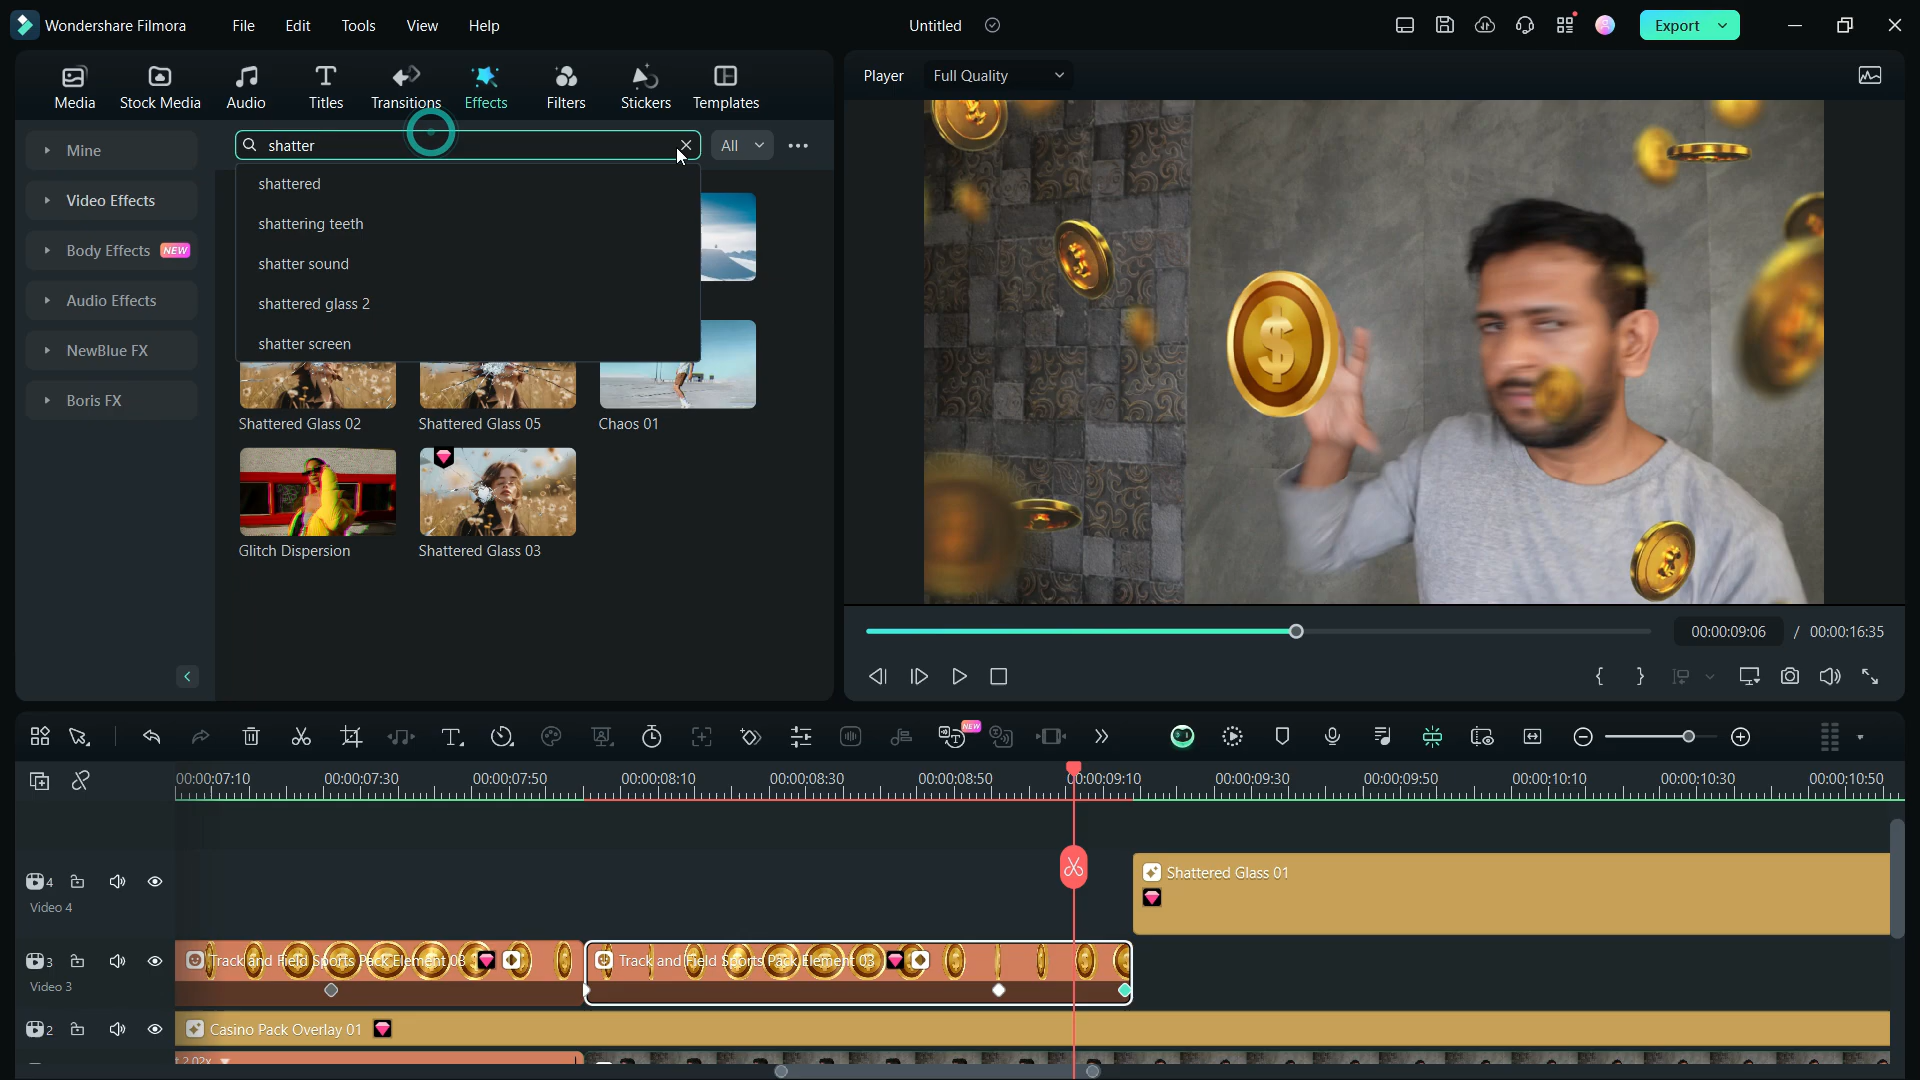 Wondershare Filmora
File
Edit
Tools
View
Help
Untitled
Export
Media
Stock Media
Audio
Titles
Transitions
Effects
Filters
Stickers
Templates
Player
Full Quality
Mine
Video Effects
Body Effects NEW
Audio Effects
NewBlue FX
Boris FX
shatter
All
shattered
shattering teeth
shatter sound
shattered glass 2
shatter screen
Shattered Glass 02
Shattered Glass 05
Chaos 01
Glitch Dispersion
Shattered Glass 03
00:00:09:06 / 00:00:16:35
NEW
00:00:07:10
00:00:07:30
00:00:07:50
00:00:08:10
00:00:08:30
00:00:08:50
00:00:09:10
00:00:09:30
00:00:09:50
00:00:10:10
00:00:10:30
00:00:10:50
4
Video 4
Shattered Glass 01
3
Video 3
Track and Field Sports Pack Element 03
Track and Field Sports Pack Element 03
2
Casino Pack Overlay 01
2.02x